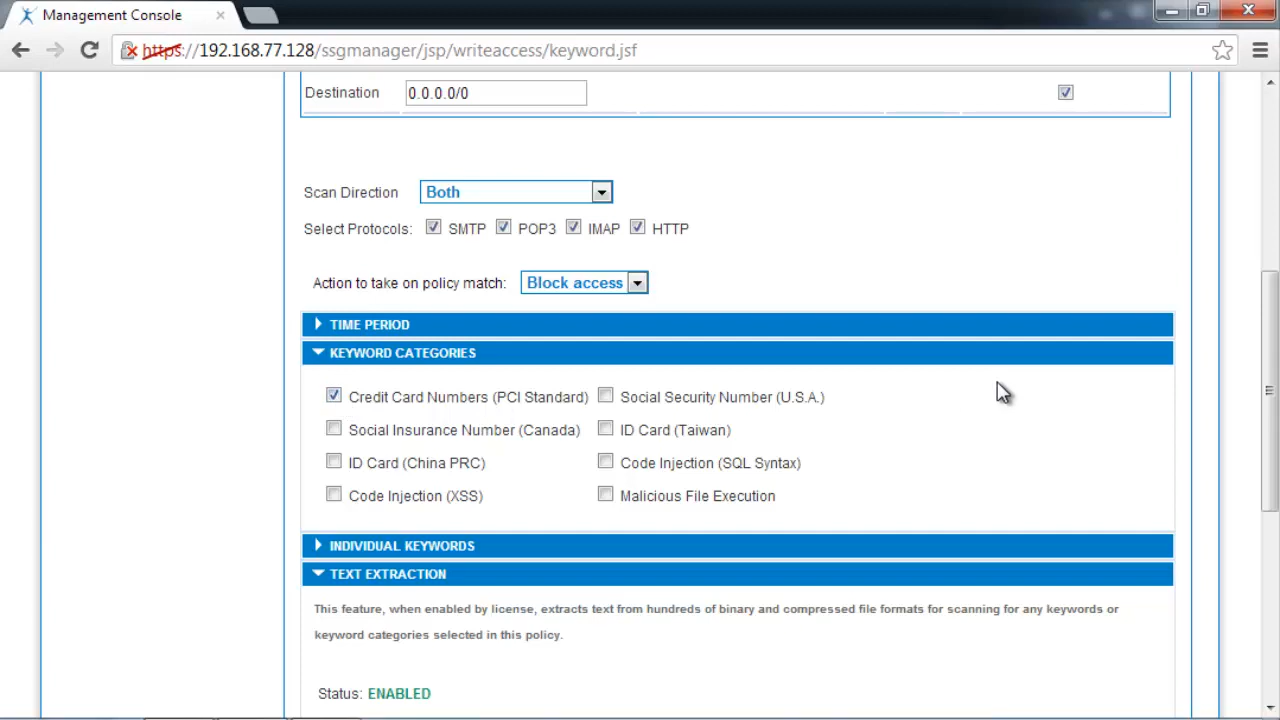 Management Console
https://192.168.77.128/ssgmanager/jsp/writeaccess/keyword.jsf
Destination 0.0.0.0/0
Scan Direction Both
Select Protocols: SMTP POP3 IMAP HTTP
Action to take on policy match: Block access
TIME PERIOD
KEYWORD CATEGORIES
Credit Card Numbers (PCI Standard) Social Security Number (U.S.A.)
Social Insurance Number (Canada) ID Card (Taiwan)
ID Card (China PRC) Code Injection (SQL Syntax)
Code Injection (XSS) Malicious File Execution
INDIVIDUAL KEYWORDS
TEXT EXTRACTION
This feature, when enabled by license, extracts text from hundreds of binary and compressed file formats for scanning for any keywords or
keyword categories selected in this policy.
Status: ENABLED